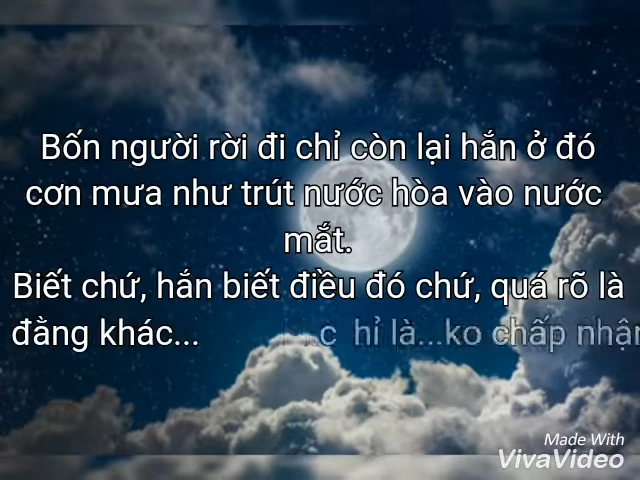 Bốn người rời đi chỉ còn lại hắn ở đó
cơn mưa như trút nước hòa vào nước
mắt.
Biết chứ, hắn biết điều đó chứ, quá rõ là
đằng khác... c hỉ là...ko chấp nhận
Made With
VivaVideo